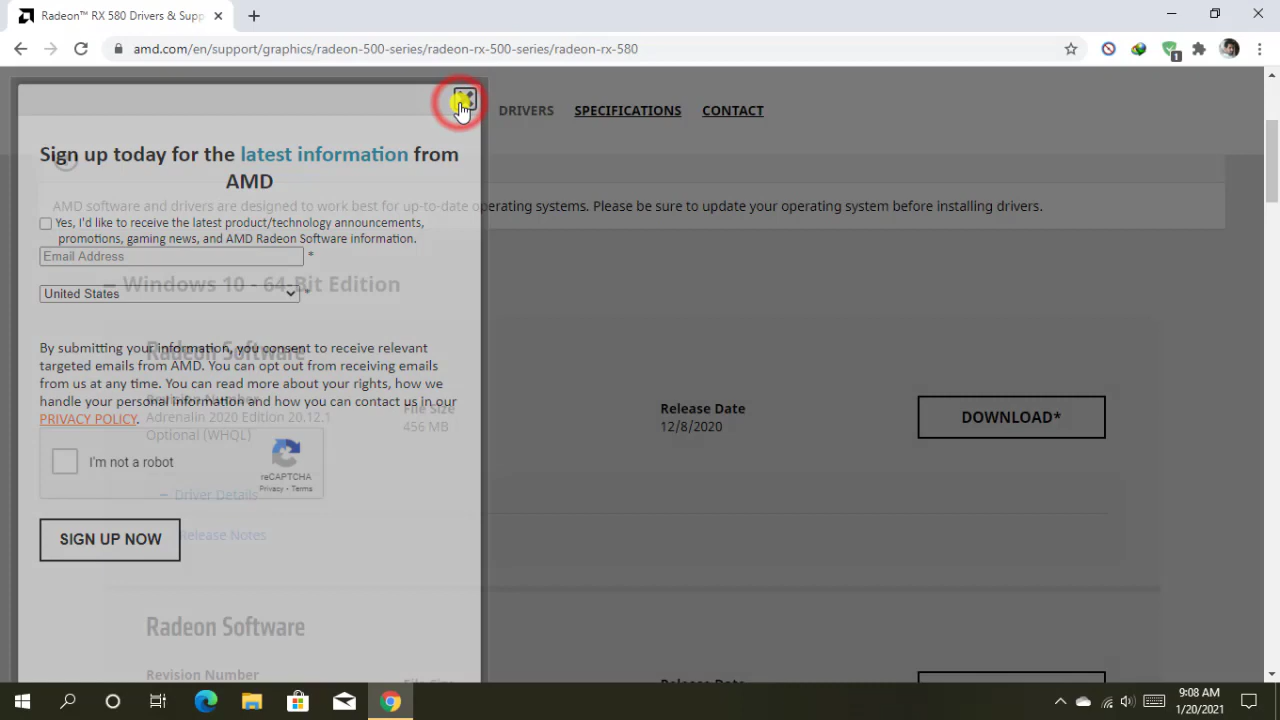 Radeon™ RX 580 Drivers & Supp
amd.com/en/support/graphics/radeon-500-series/radeon-rx-500-series/radeon-rx-580
1
DRIVERS
SPECIFICATIONS
CONTACT
Sign up today for the latest information from
AMD
AMD software and drivers are designed to work best for up-to-date operating systems. Please be sure to update your operating system before installing drivers.
Yes, I'd like to receive the latest product/technology announcements,
promotions, gaming news, and AMD Radeon Software information.
Email Address
*
– Windows 10 - 64-Bit Edition
United States
*
By submitting your information, you consent to receive relevant
targeted emails from AMD. You can opt out from receiving emails
from us at any time. You can read more about your rights, how we
handle your personal information and how you can contact us in our
PRIVACY POLICY.
Radeon Software
Revision Number
Adrenalin 2020 Edition 20.12.1
Optional (WHQL)
File Size
456 MB
Release Date
12/8/2020
DOWNLOAD*
I'm not a robot
reCAPTCHA
Privacy - Terms
– Driver Details
Release Notes
SIGN UP NOW
Radeon Software
Revision Number
File Size
Release Date
9:08 AM
1/20/2021